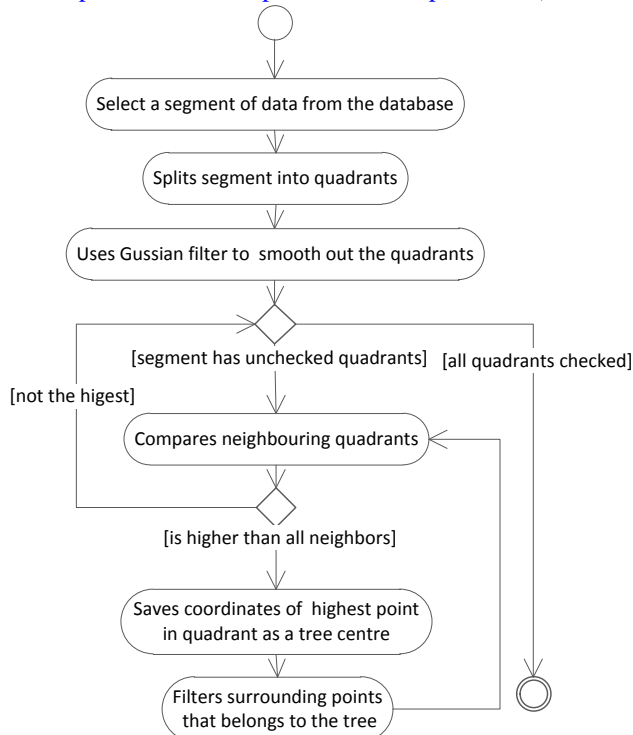 Select a segment of data from the database
Splits segment into quadrants
Uses Gussian filter to smooth out the quadrants
[segment has unchecked quadrants]
[all quadrants checked]
[not the higest]
Compares neighbouring quadrants
[is higher than all neighbors]
Saves coordinates of highest point
in quadrant as a tree centre
Filters surrounding points
that belongs to the tree